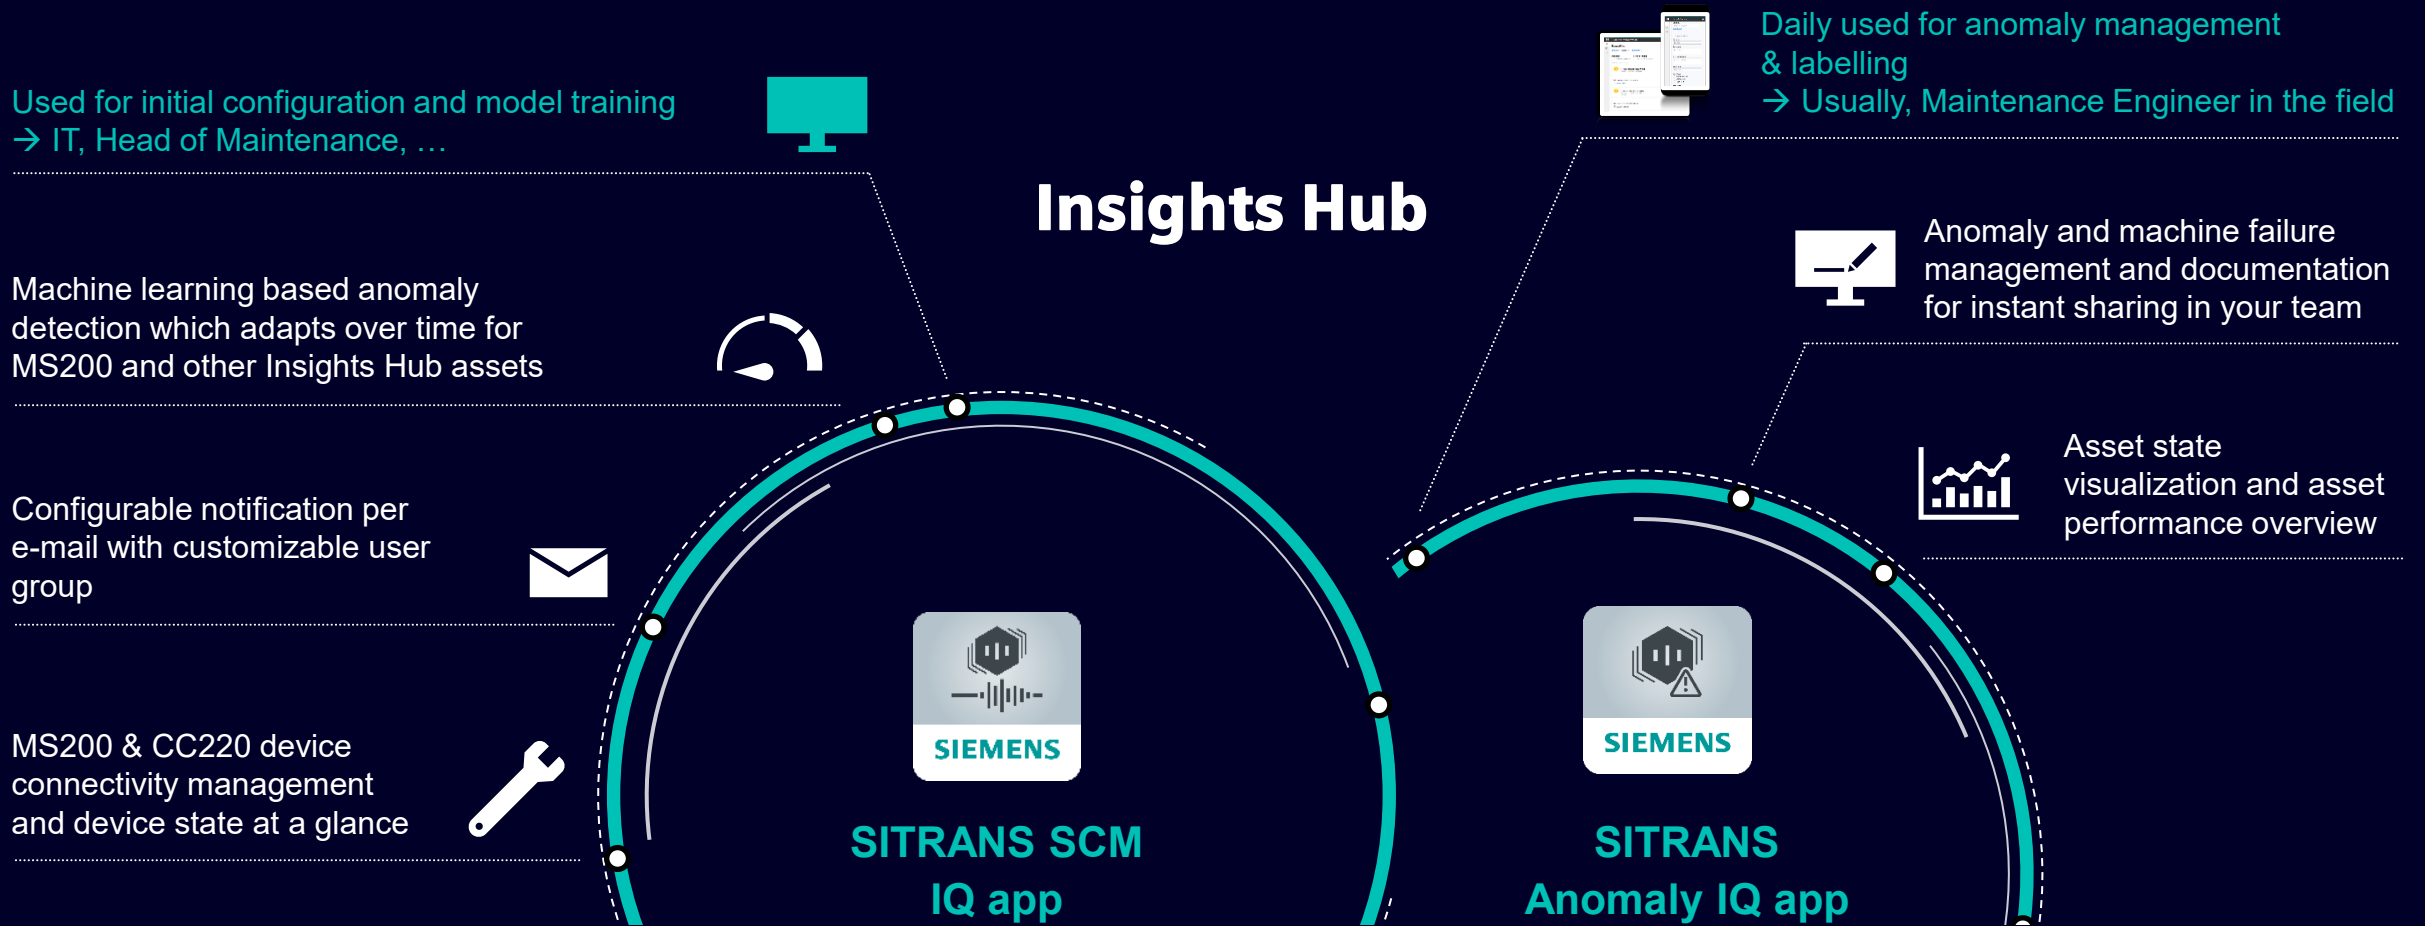 Used for initial configuration and model training
→ IT, Head of Maintenance, …
Machine learning based anomaly
detection which adapts over time for
MS200 and other Insights Hub assets
Configurable notification per
e-mail with customizable user
group
MS200 & CC220 device
connectivity management
and device state at a glance
Insights Hub
SIEMENS
SITRANS SCM
IQ app
SIEMENS
SITRANS
Anomaly IQ app
Daily used for anomaly management
& labelling
→ Usually, Maintenance Engineer in the field
Anomaly and machine failure
management and documentation
for instant sharing in your team
Asset state
visualization and asset
performance overview